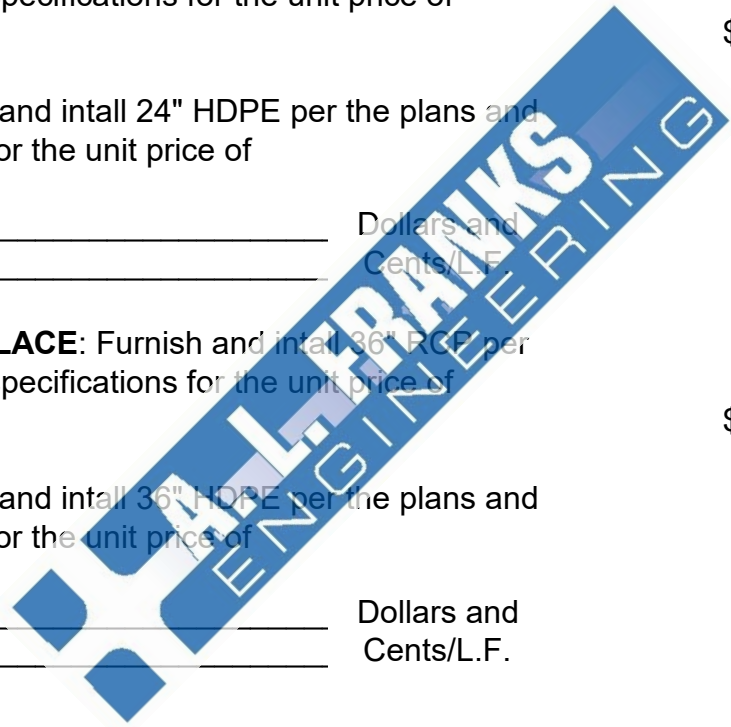 pecifications for the unit price of
$
and intall 24" HDPE per the plans and
or the unit price of
Dollars and
Cents/L.F.
LACE: Furnish and intall 36" RCP per
pecifications for the unit price of
$
and intall 36" HDPE per the plans and
or the unit price of
Dollars and
Cents/L.F.
A.L. FRANKS
ENGINEERING